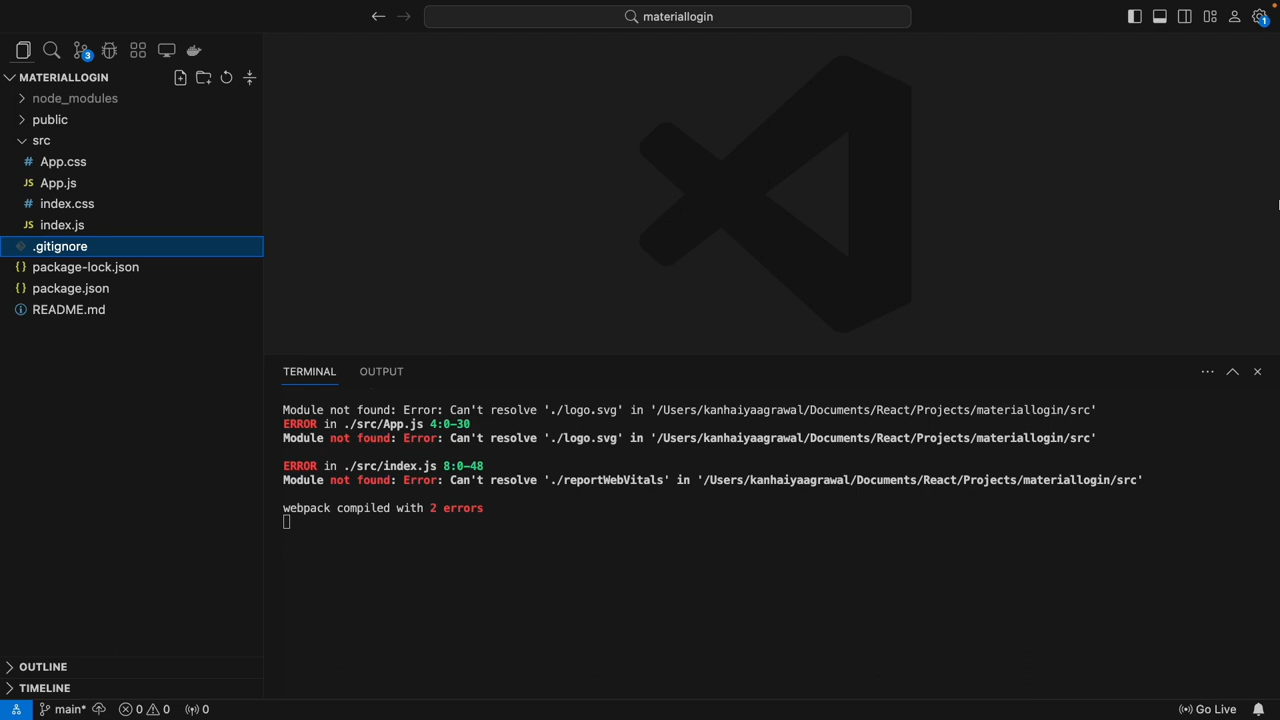 materiallogin
1
3
MATERIALLOGIN
node_modules
public
src
# App.css
JS App.js
# index.css
JS index.js
.gitignore
{} package-lock.json
{} package.json
README.md
TERMINAL OUTPUT
Module not found: Error: Can't resolve './logo.svg' in '/Users/kanhaiyaagrawal/Documents/React/Projects/materiallogin/src'
ERROR in ./src/App.js 4:0-30
Module not found: Error: Can't resolve './logo.svg' in '/Users/kanhaiyaagrawal/Documents/React/Projects/materiallogin/src'
ERROR in ./src/index.js 8:0-48
Module not found: Error: Can't resolve './reportWebVitals' in '/Users/kanhaiyaagrawal/Documents/React/Projects/materiallogin/src'
webpack compiled with 2 errors
OUTLINE
TIMELINE
main* 0 0 0 Go Live